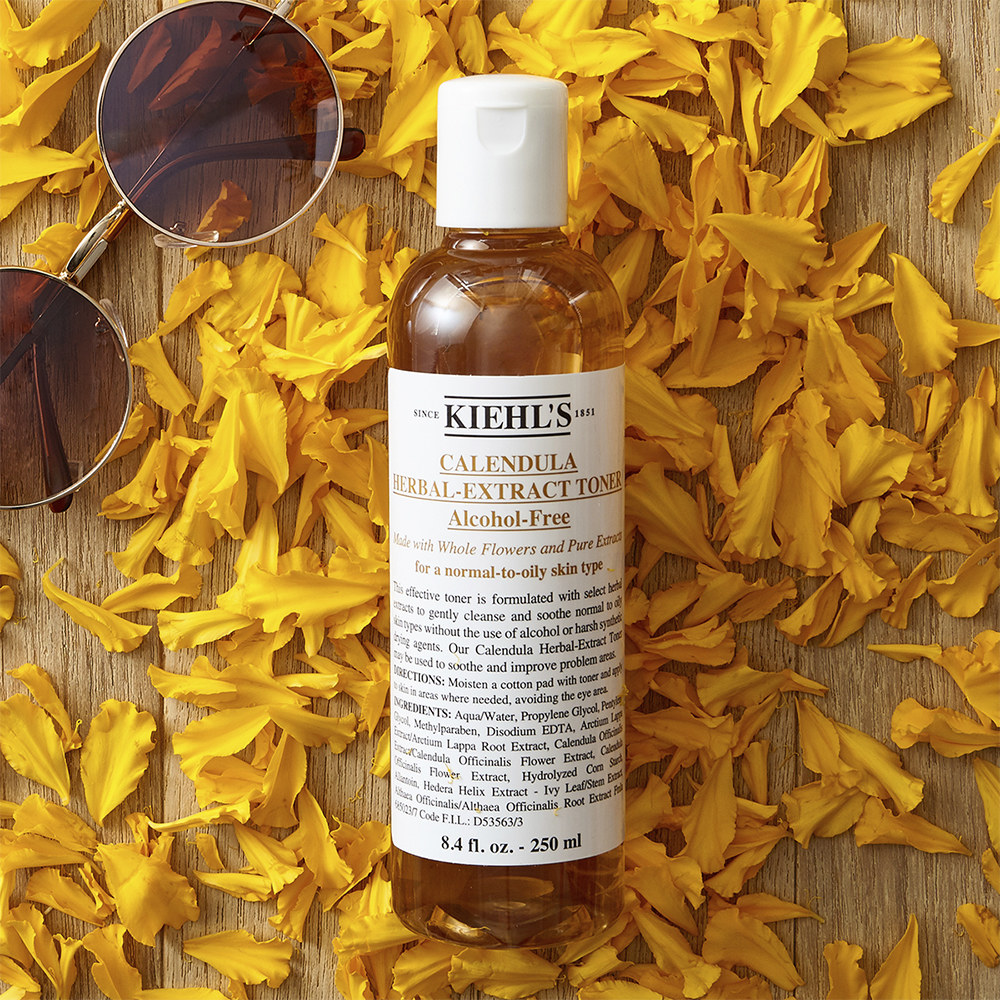 SINCE KIEHL'S 1851
CALENDULA
HERBAL-EXTRACT TONER
Alcohol-Free
Made with Whole Flowers and Pure Extracts
for a normal-to-oily skin type
This effective toner is formulated with select herbal
extracts to gently cleanse and soothe normal to oily
skin types without the use of alcohol or harsh synthetic
drying agents. Our Calendula Herbal-Extract Toner
may be used to soothe and improve problem areas.
DIRECTIONS: Moisten a cotton pad with toner and apply
to skin in areas where needed, avoiding the eye area.
INGREDIENTS: Aqua/Water, Propylene Glycol, Pentylene
Glycol, Methylparaben, Disodium EDTA, Arctium Lappa
Extract/Arctium Lappa Root Extract, Calendula Officinalis
Extract/Calendula Officinalis Flower Extract, Calendula
Officinalis Flower Extract, Hydrolyzed Corn Starch,
Allantoin, Hedera Helix Extract - Ivy Leaf/Stem Extract,
Althaea Officinalis/Althaea Officinalis Root Extract
Code F.I.L.: D53563/3
8.4 fl. oz. - 250 ml